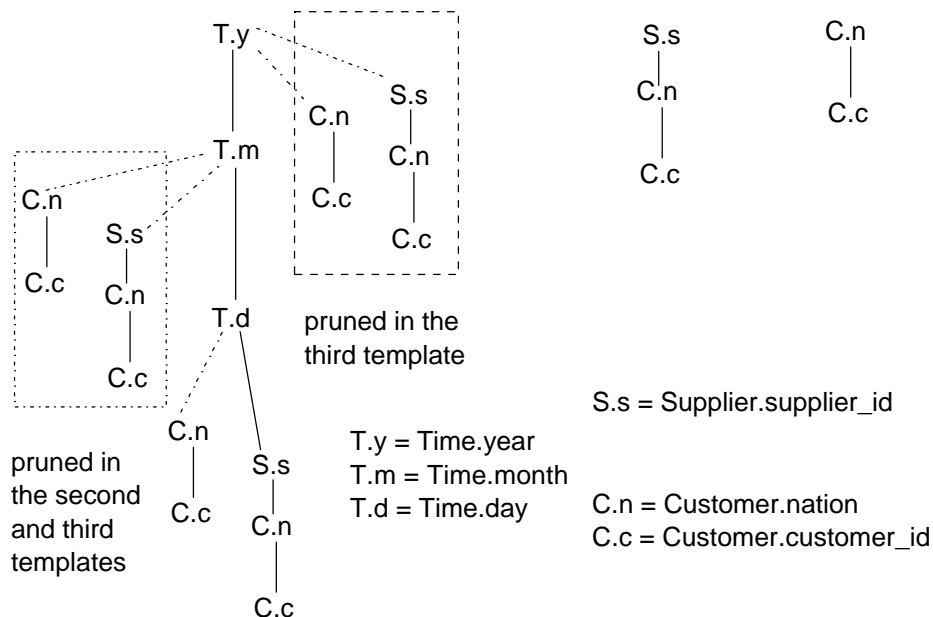 T.y
S.s
C.n
S.s
C.n
C.n
T.m
C.n
C.c
C.n
C.c
C.c
S.s
C.c
C.c
C.n
T.d
pruned in the
third template
C.c
S.s = Supplier.supplier_id
C.n
T.y = Time.year
pruned in
S.s
T.m = Time.month
the second
C.n = Customer.nation
T.d = Time.day
and third
C.c
C.n
C.c = Customer.customer_id
templates
C.c